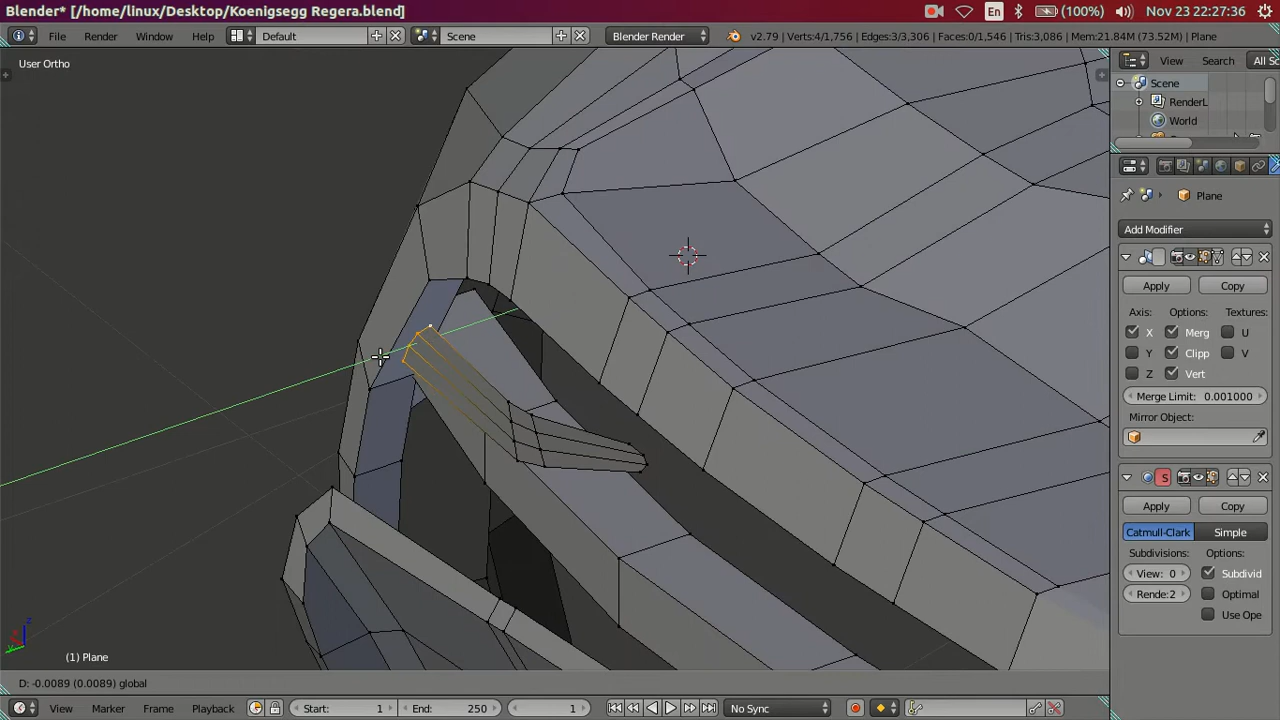 Blender* [/home/linux/Desktop/Koenigsegg Regera.blend]
En (100%) Nov 23 22:27:36
File Render Window Help Default Scene Blender Render v2.79 | Verts:4/1,756 | Edges:3/3,306 | Faces:0/1,546 | Tris:3,086 | Mem:21.84M (73.52M) | Plane
User Ortho
View Search All Sc
Scene
RenderL
World
Plane
Add Modifier
Apply Copy
Axis: Options: Textures:
X Merg U
Y Clipp V
Z Vert
Merge Limit: 0.001000
Mirror Object:
S
Apply Copy
Catmull-Clark Simple
Subdivisions: Options:
View: 0 Subdivid
Rende: 2 Optimal
Use Ope
z
y
(1) Plane
D: -0.0089 (0.0089) global
View Marker Frame Playback Start: 1 End: 250 1 No Sync